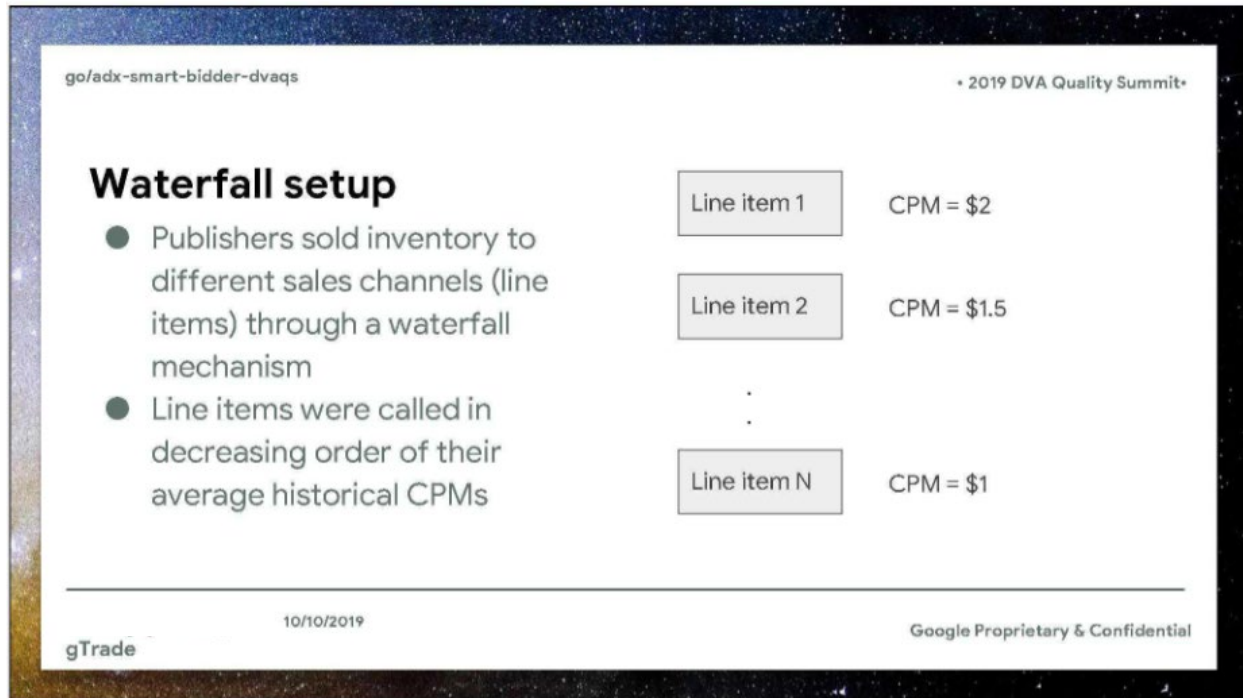 go/adx-smart-bidder-dvaqs
• 2019 DVA Quality Summit•
Waterfall setup
● Publishers sold inventory to
different sales channels (line
items) through a waterfall
mechanism
● Line items were called in
decreasing order of their
average historical CPMs
Line item 1
CPM = $2
Line item 2
CPM = $1.5
.
.
Line item N
CPM = $1
10/10/2019
gTrade
Google Proprietary & Confidential